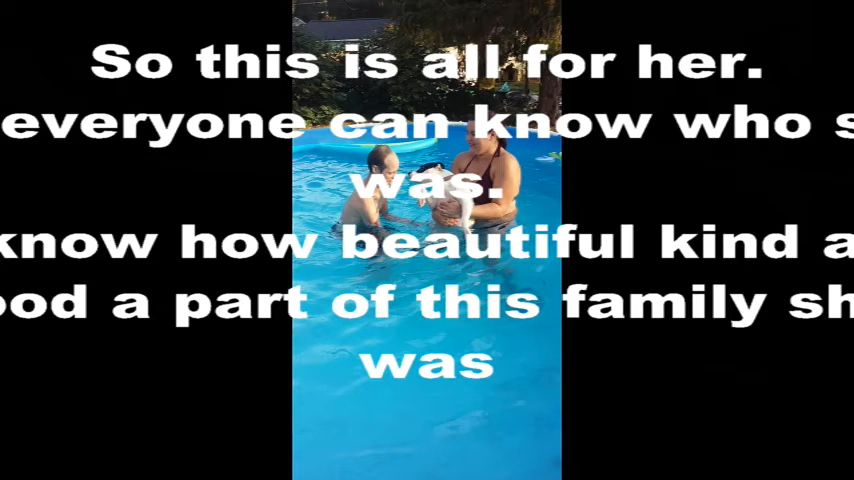 So this is all for her.
everyone can know who
was.
know how beautiful kind
a part of this family
was